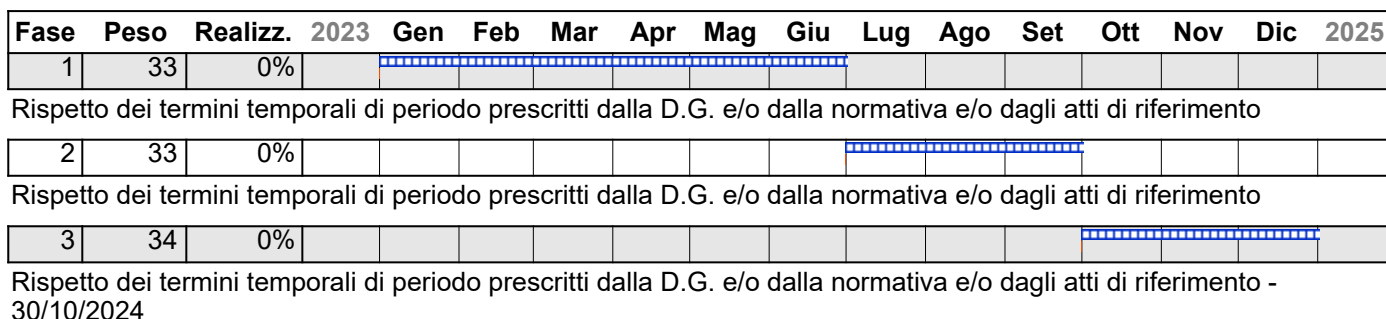 Fase Peso Realizz. 2023 Gen Feb Mar Apr Mag Giu Lug Ago Set Ott Nov Dic 2025
1 33 0%
Rispetto dei termini temporali di periodo prescritti dalla D.G. e/o dalla normativa e/o dagli atti di riferimento
2 33 0%
Rispetto dei termini temporali di periodo prescritti dalla D.G. e/o dalla normativa e/o dagli atti di riferimento
3 34 0%
Rispetto dei termini temporali di periodo prescritti dalla D.G. e/o dalla normativa e/o dagli atti di riferimento -
30/10/2024